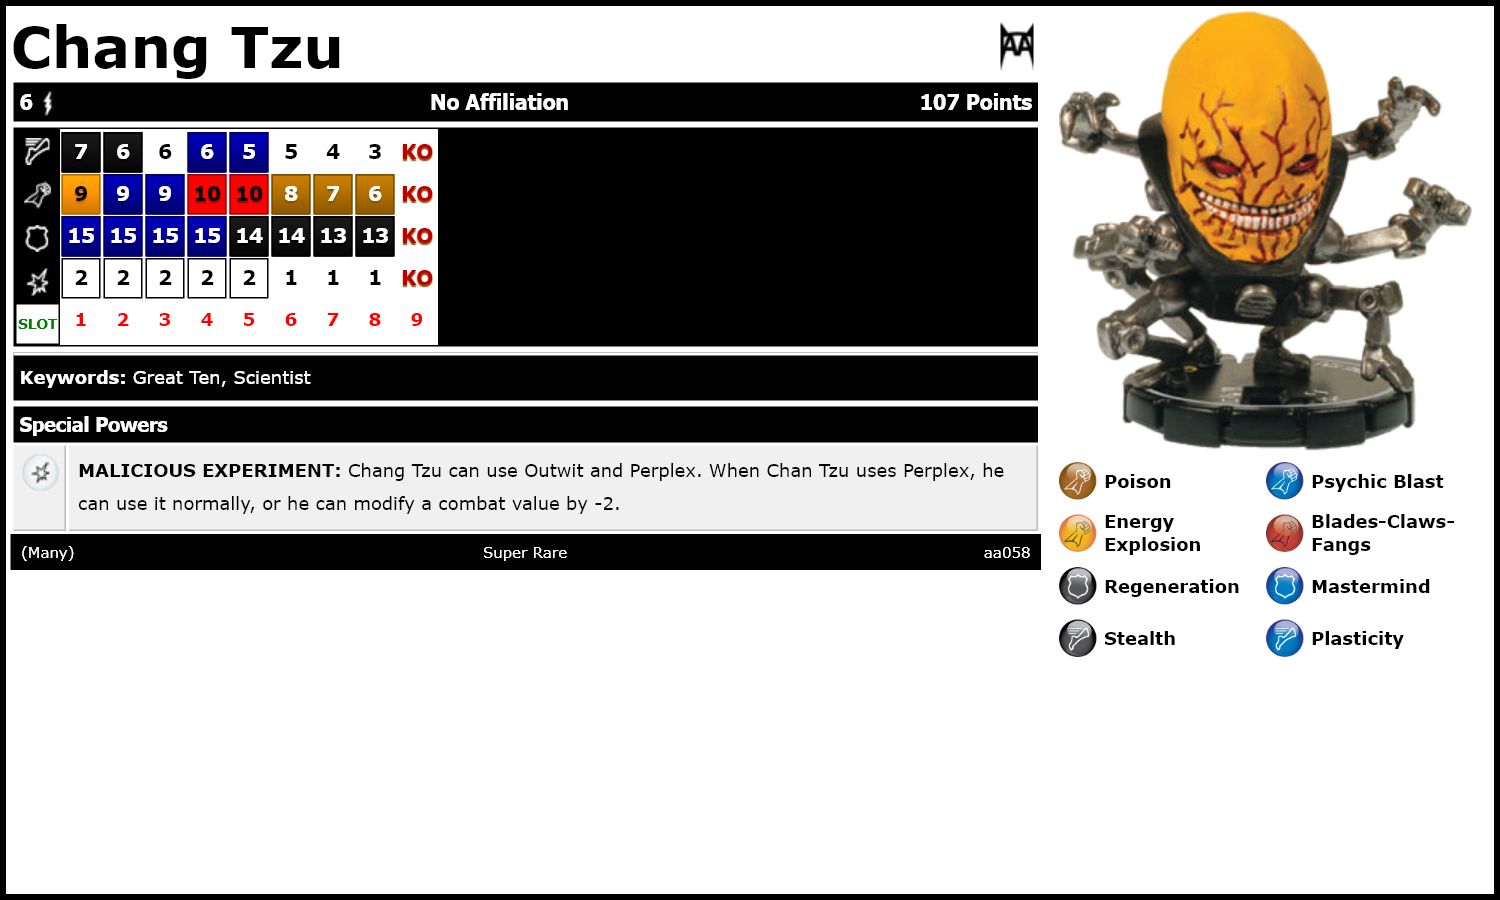 Chang Tzu
6 No Affiliation 107 Points
7 6 6 6 5 5 4 3 KO
9 9 9 10 10 8 7 6 KO
15 15 15 15 14 14 13 13 KO
2 2 2 2 2 1 1 1 KO
SLOT 1 2 3 4 5 6 7 8 9
Keywords: Great Ten, Scientist
Special Powers
MALICIOUS EXPERIMENT: Chang Tzu can use Outwit and Perplex. When Chan Tzu uses Perplex, he
can use it normally, or he can modify a combat value by -2.
(Many) Super Rare aa058
Poison Psychic Blast
Energy
Explosion
Blades-Claws-
Fangs
Regeneration Mastermind
Stealth Plasticity